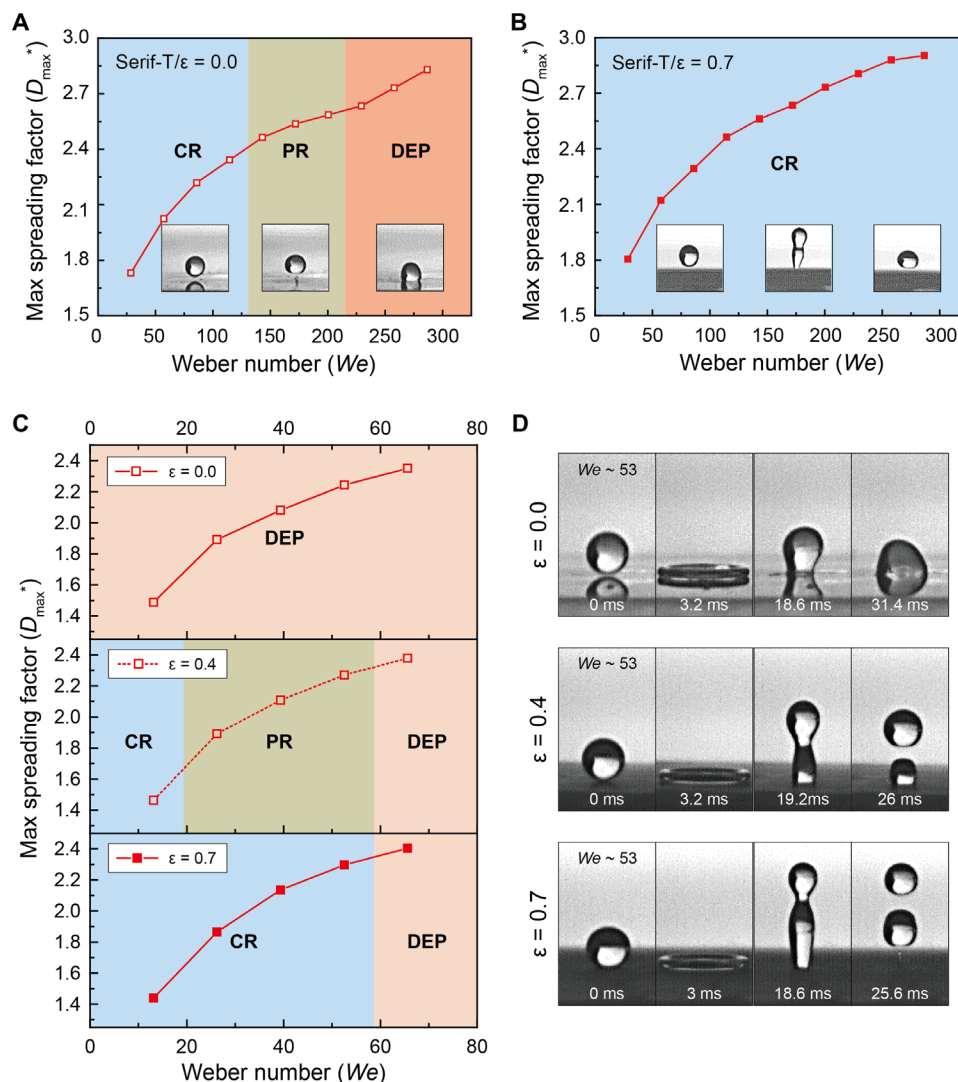 A
Serif-T/ε = 0.0
CR
PR
DEP
3.0
2.7
2.4
2.1
1.8
1.5
Max spreading factor (Dmax*)
0 50 100 150 200 250 300
Weber number (We)
B
Serif-T/ε = 0.7
CR
3.0
2.7
2.4
2.1
1.8
1.5
Max spreading factor (Dmax*)
0 50 100 150 200 250 300
Weber number (We)
C
0 20 40 60 80
ε = 0.0
DEP
2.4
2.2
2.0
1.8
1.6
1.4
ε = 0.4
CR
PR
DEP
2.4
2.2
2.0
1.8
1.6
1.4
ε = 0.7
CR
DEP
2.4
2.2
2.0
1.8
1.6
1.4
Max spreading factor (Dmax*)
0 20 40 60 80
Weber number (We)
D
ε = 0.0
We ~ 53
0 ms
3.2 ms
18.6 ms
31.4 ms
ε = 0.4
We ~ 53
0 ms
3.2 ms
19.2ms
26 ms
ε = 0.7
We ~ 53
0 ms
3 ms
18.6 ms
25.6 ms